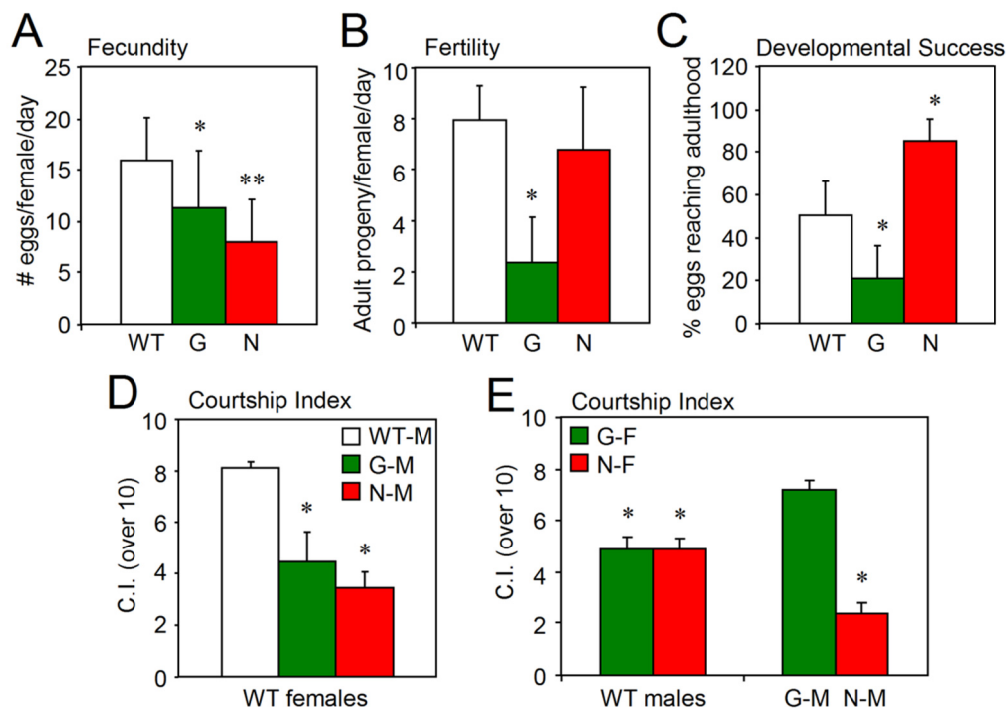 A Fecundity
# eggs/female/day
25
20
15
10
5
0
*
**
WT G N
B Fertility
Adult progeny/female/day
10
8
6
4
2
0
*
WT G N
C Developmental Success
% eggs reaching adulthood
120
100
80
60
40
20
0
*
*
WT G N
D Courtship Index
C.I. (over 10)
10
8
6
4
2
0
WT-M
G-M
N-M
*
*
WT females
E Courtship Index
C.I. (over 10)
10
8
6
4
2
0
G-F
N-F
* *
*
WT males G-M N-M